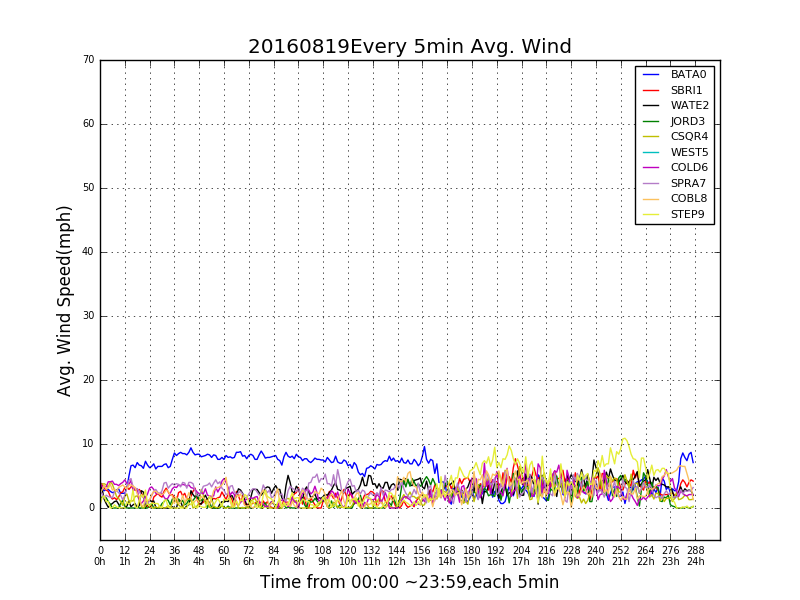 20160819Every 5min Avg. Wind
70
60
50
40
30
20
10
0
Avg. Wind Speed(mph)
BATA0
SBRI1
WATE2
JORD3
CSQR4
WEST5
COLD6
SPRA7
COBL8
STEP9
0 12 24 36 48 60 72 84 96 108 120 132 144 156 168 180 192 204 216 228 240 252 264 276 288
0h 1h 2h 3h 4h 5h 6h 7h 8h 9h 10h 11h 12h 13h 14h 15h 16h 17h 18h 19h 20h 21h 22h 23h 24h
Time from 00:00 ~23:59,each 5min